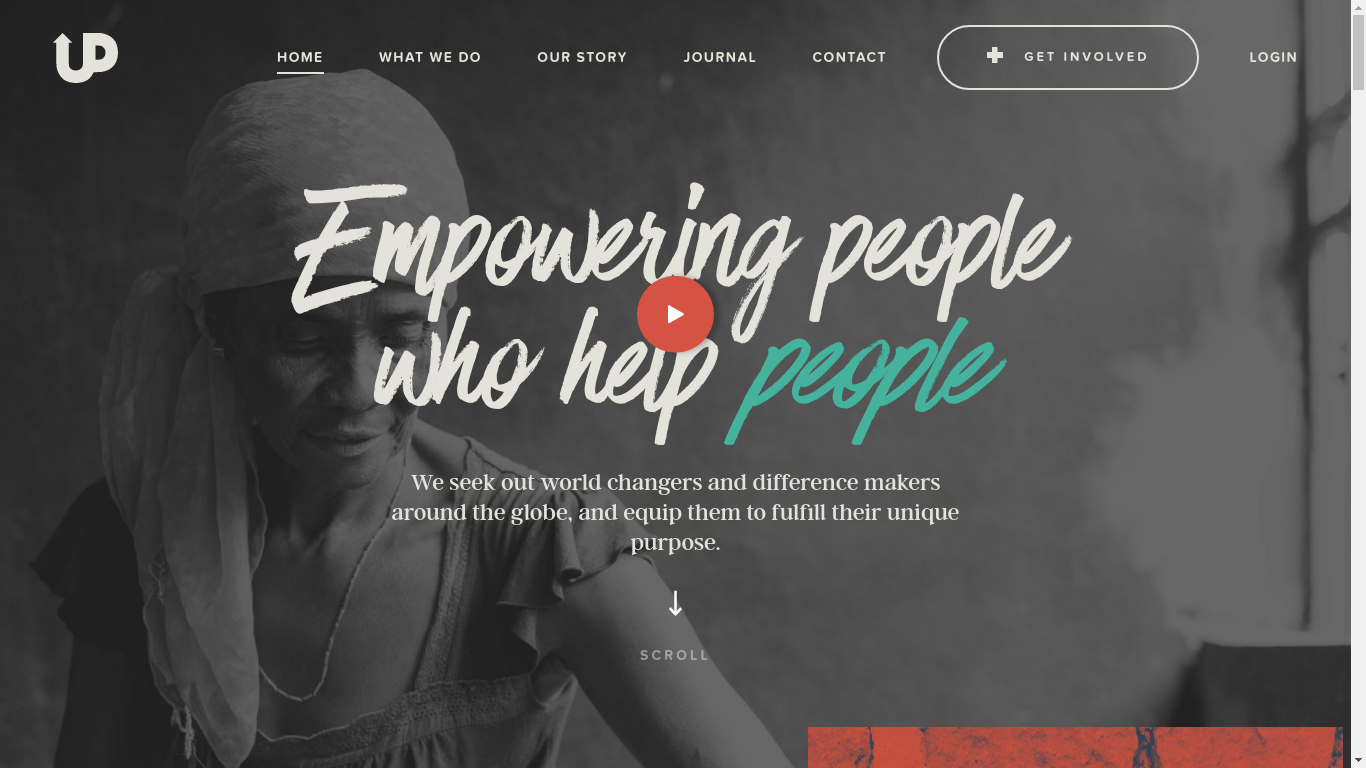 UP
HOME
WHAT WE DO
OUR STORY
JOURNAL
CONTACT
GET INVOLVED
LOGIN
Empowering people
who help people
We seek out world changers and difference makers
around the globe, and equip them to fulfill their unique
purpose.
SCROLL